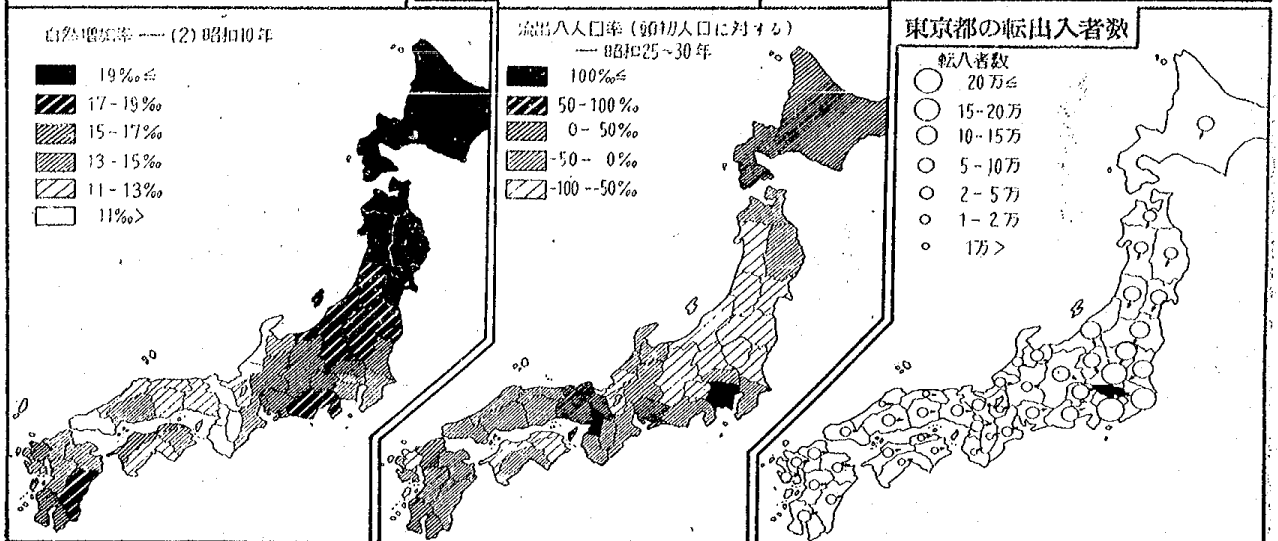 自然増加率 --- (2) 昭和10年
19‰≦
17-19‰
15-17‰
13-15‰
11-13‰
11‰>
流出入人口率 (頭初人口に対する)
--- 昭和25~30年
100‰≦
50-100‰
0-50‰
-50-0‰
-100--50‰
東京都の転出入者数
転入者数
20万≦
15-20万
10-15万
5-10万
2-5万
1-2万
1万>